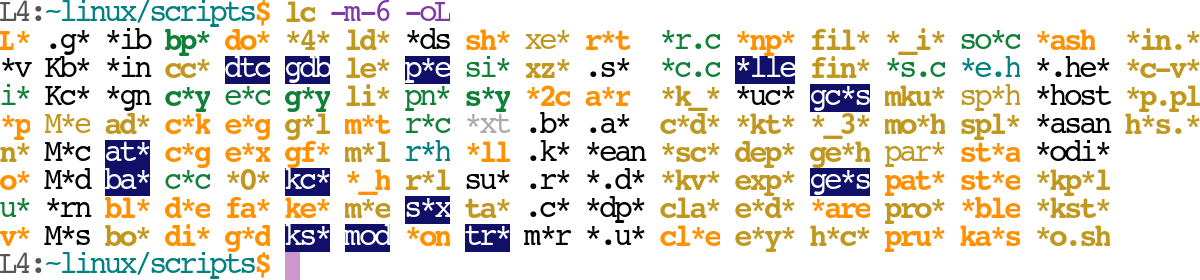 L4:~linux/scripts$ lc -m-6 -oL
L* .g* *ib bp* do* *4* ld* *ds sh* xe* r*t *r.c *np* fil* *_i* so*c *ash *in.*
*v Kb* *in cc* dtc gdb le* p*e si* xz* .s* *c.c *lle fin* *s.c *e.h *.he* *c-v*
i* Kc* *gn c*y e*c g*y li* pn* s*y *2c a*r *k_* *uc* gc*s mku* sp*h *host *p.pl
*p M*e ad* c*k e*g g*l m*t r*c *xt .b* .a* c*d* *kt* *_3* mo*h spl* *asan h*s.*
n* M*c at* c*g e*x gf* m*l r*h *ll .k* *ean *sc* dep* ge*h par* st*a *odi*
o* M*d ba* c*c *0* kc* *_h r*l su* .r* *.d* *kv* exp* ge*s pat* st*e *kp*l
u* *rn bl* d*e fa* ke* m*e s*x ta* .c* *dp* cla* e*d* *are pro* *ble *kst*
v* M*s bo* di* g*d ks* mod *on tr* m*r *.u* cl*e e*y* h*c* pru* ka*s *o.sh
L4:~linux/scripts$